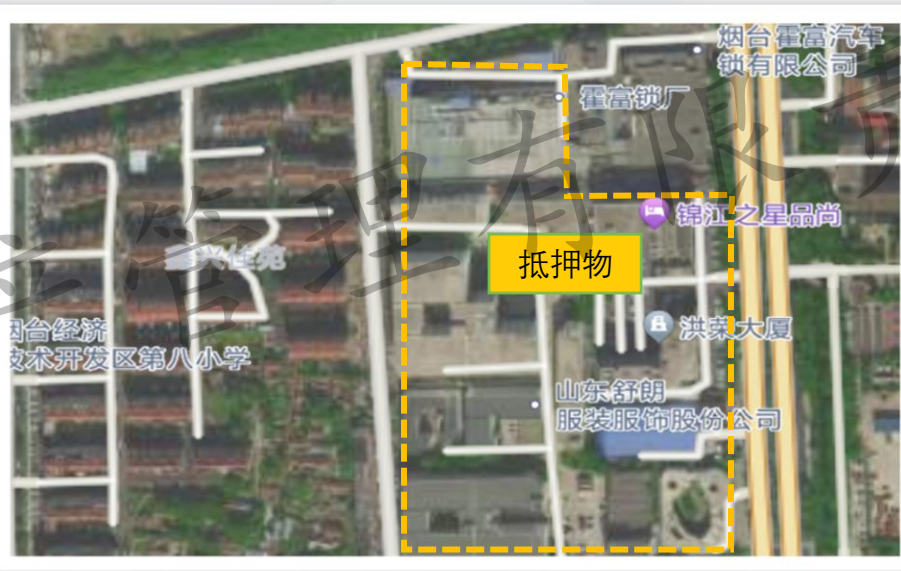 烟台霍富汽车
锁有限公司
霍富锁厂
锦江之星品尚
抵押物
洪荣大厦
烟台经济
技术开发区第八小学
山东舒朗
服装服饰股份公司
管理有限责